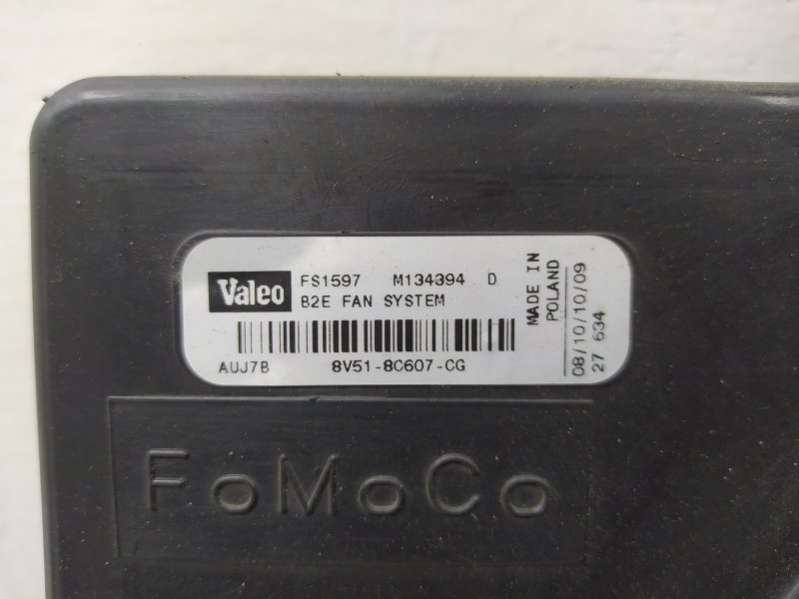 Valeo FS1597 M134394 D
B2E FAN SYSTEM
AUJ7B 8V51-8C607-CG
MADE IN
POLAND
08/10/10/09
27 634
FoMoCo